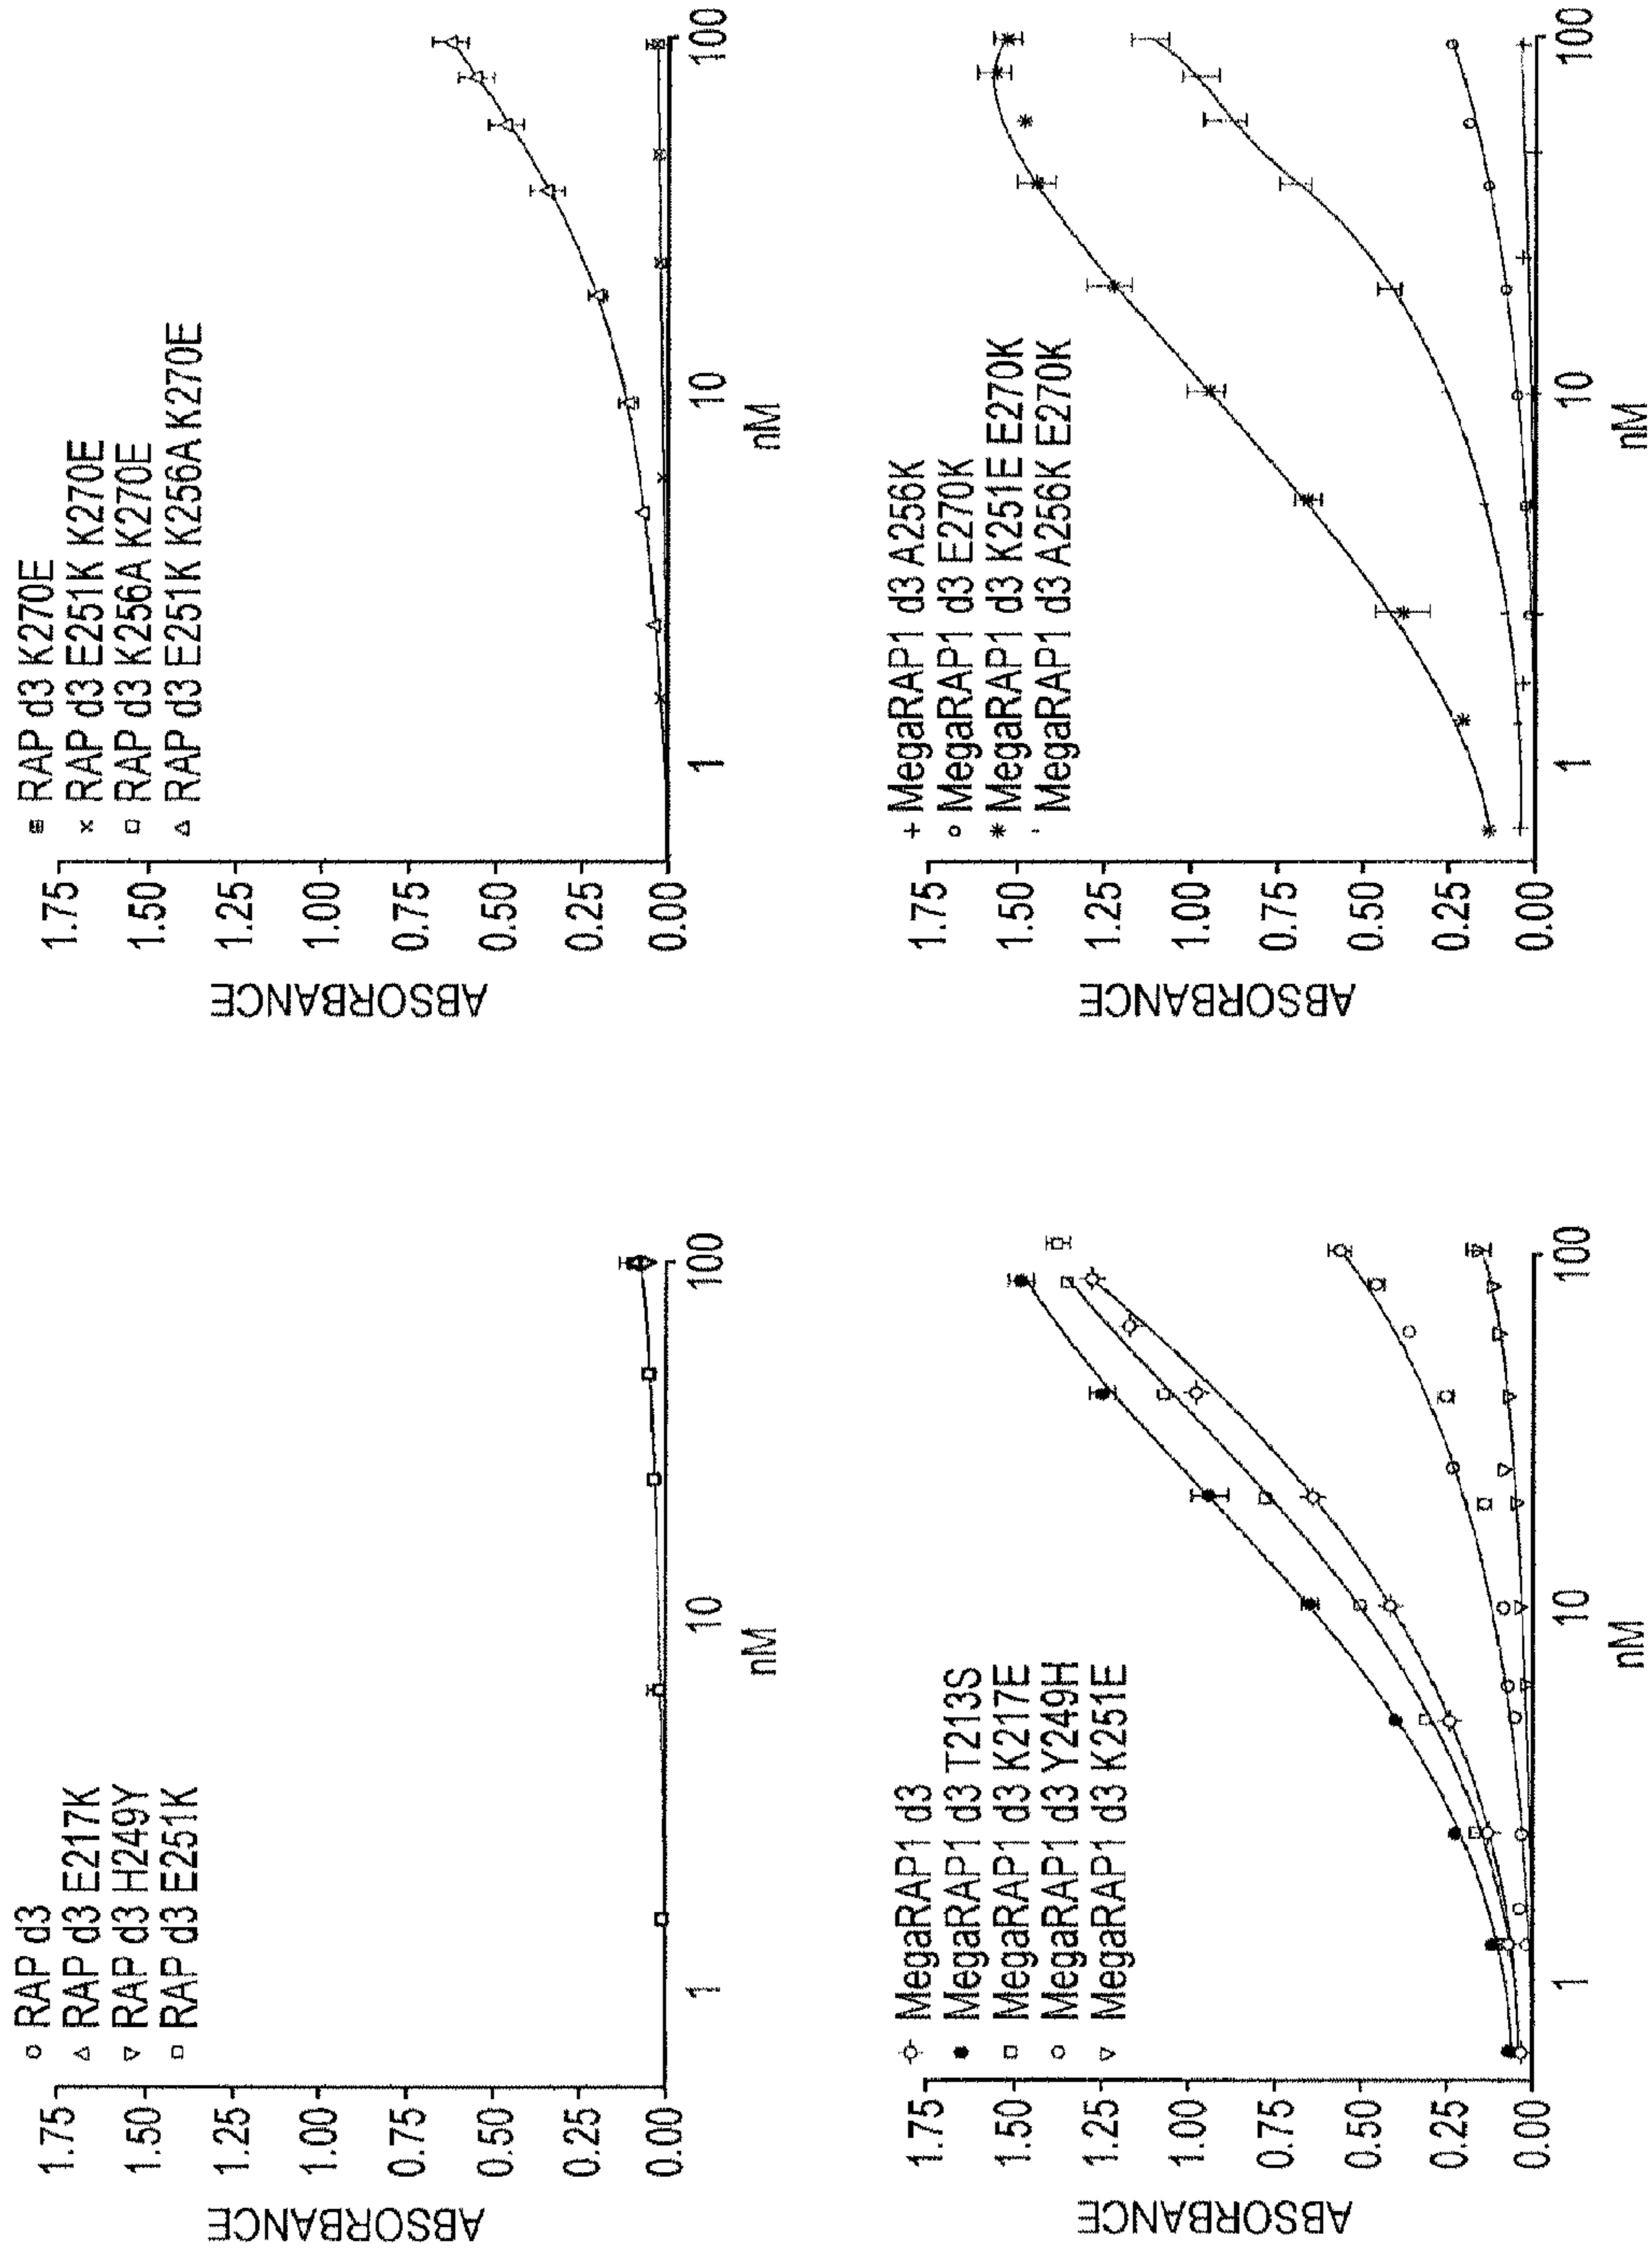 RAP d3
RAP d3 E217K
RAP d3 H249Y
RAP d3 E251K
1.75
1.50
1.25
1.00
0.75
0.50
0.25
0.00
ABSORBANCE
1 10 100
nM
RAP d3 K270E
RAP d3 E251K K270E
RAP d3 K256A K270E
RAP d3 E251K K256A K270E
1.75
1.50
1.25
1.00
0.75
0.50
0.25
0.00
ABSORBANCE
1 10 100
nM
MegaRAP1 d3
MegaRAP1 d3 T213S
MegaRAP1 d3 K217E
MegaRAP1 d3 Y249H
MegaRAP1 d3 K251E
1.75
1.50
1.25
1.00
0.75
0.50
0.25
0.00
ABSORBANCE
1 10 100
nM
MegaRAP1 d3 A256K
MegaRAP1 d3 E270K
MegaRAP1 d3 K251E E270K
MegaRAP1 d3 A256K E270K
1.75
1.50
1.25
1.00
0.75
0.50
0.25
0.00
ABSORBANCE
1 10 100
nM